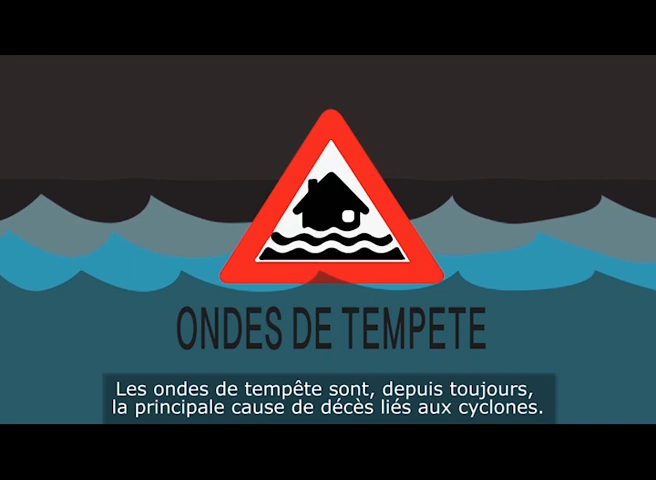 ONDES DE TEMPETE
Les ondes de tempête sont, depuis toujours,
la principale cause de décès liés aux cyclones.